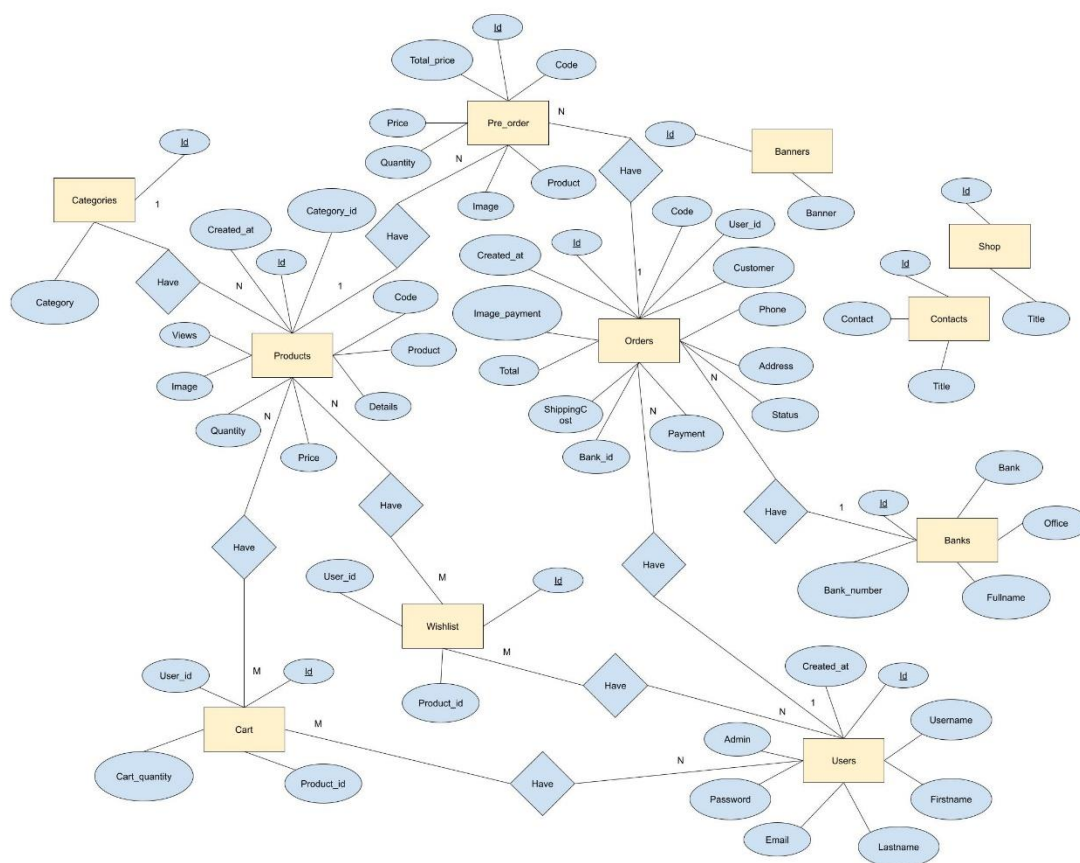 Id
Total_price
Code
Pre_order
N
Price
Quantity
N
Image
Product
Have
Id
Banners
Banner
Id
Categories
1
Category
Have
N
Created_at
Category_id
Id
Have
1
Code
Views
Products
Product
Image
Details
Quantity
Price
N
N
Code
User_id
Id
Created_at
1
Customer
Image_payment
Phone
Orders
Total
Address
N
Status
ShippingC
ost
N
Payment
Bank_id
Id
Shop
Title
Id
Contact
Contacts
Title
Have
1
Bank
Id
Office
Banks
Bank_number
Fullname
Have
Have
Have
M
User_id
Id
Wishlist
M
Product_id
Have
N
M
User_id
Id
Cart
M
Cart_quantity
Product_id
Have
N
Created_at
1
Id
Username
Admin
Users
Password
Firstname
Email
Lastname